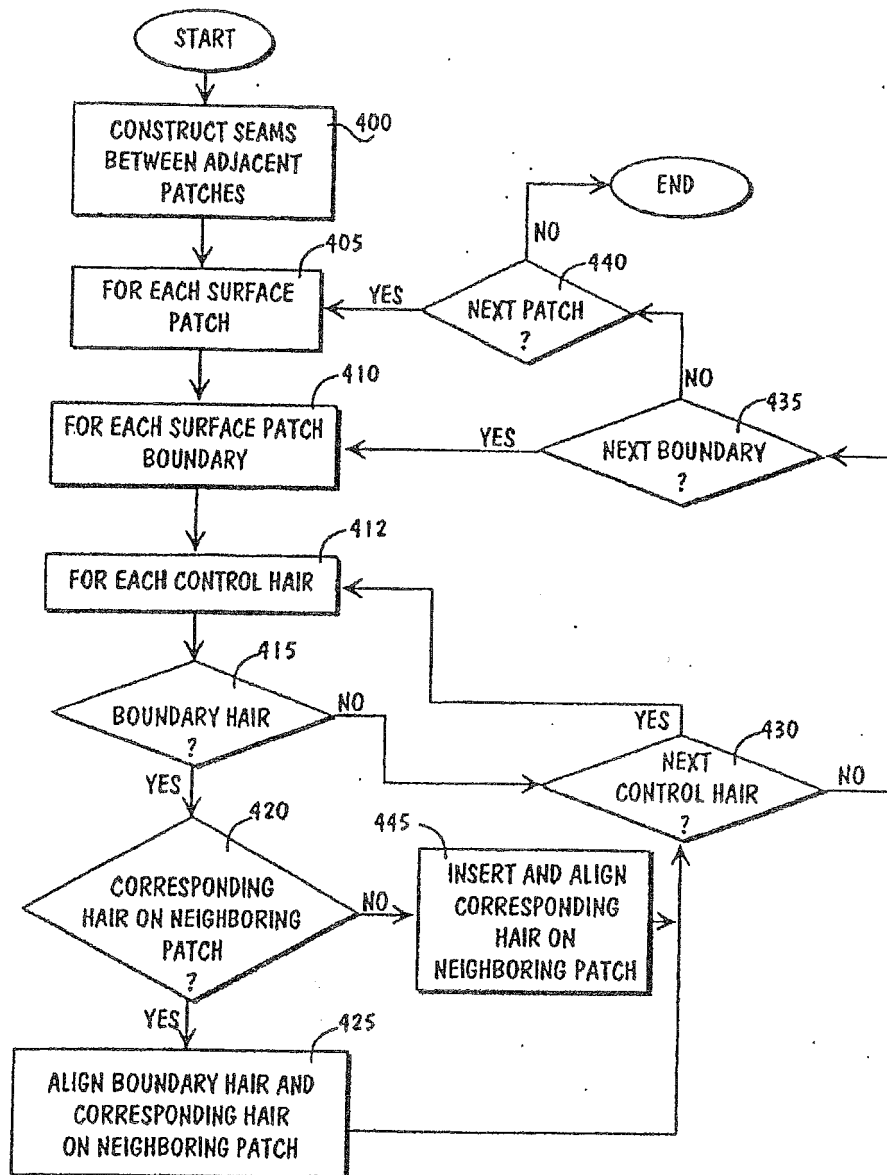 START
400
CONSTRUCT SEAMS
BETWEEN ADJACENT
PATCHES
END
NO
405
440
FOR EACH SURFACE
PATCH
YES
NEXT PATCH
?
410
NO
435
FOR EACH SURFACE PATCH
BOUNDARY
YES
NEXT BOUNDARY
?
412
FOR EACH CONTROL HAIR
415
BOUNDARY HAIR
?
NO
YES
YES
430
NEXT
CONTROL HAIR
?
NO
420
445
CORRESPONDING
HAIR ON NEIGHBORING
PATCH
?
NO
INSERT AND ALIGN
CORRESPONDING
HAIR ON
NEIGHBORING PATCH
YES
425
ALIGN BOUNDARY HAIR AND
CORRESPONDING HAIR
ON NEIGHBORING PATCH